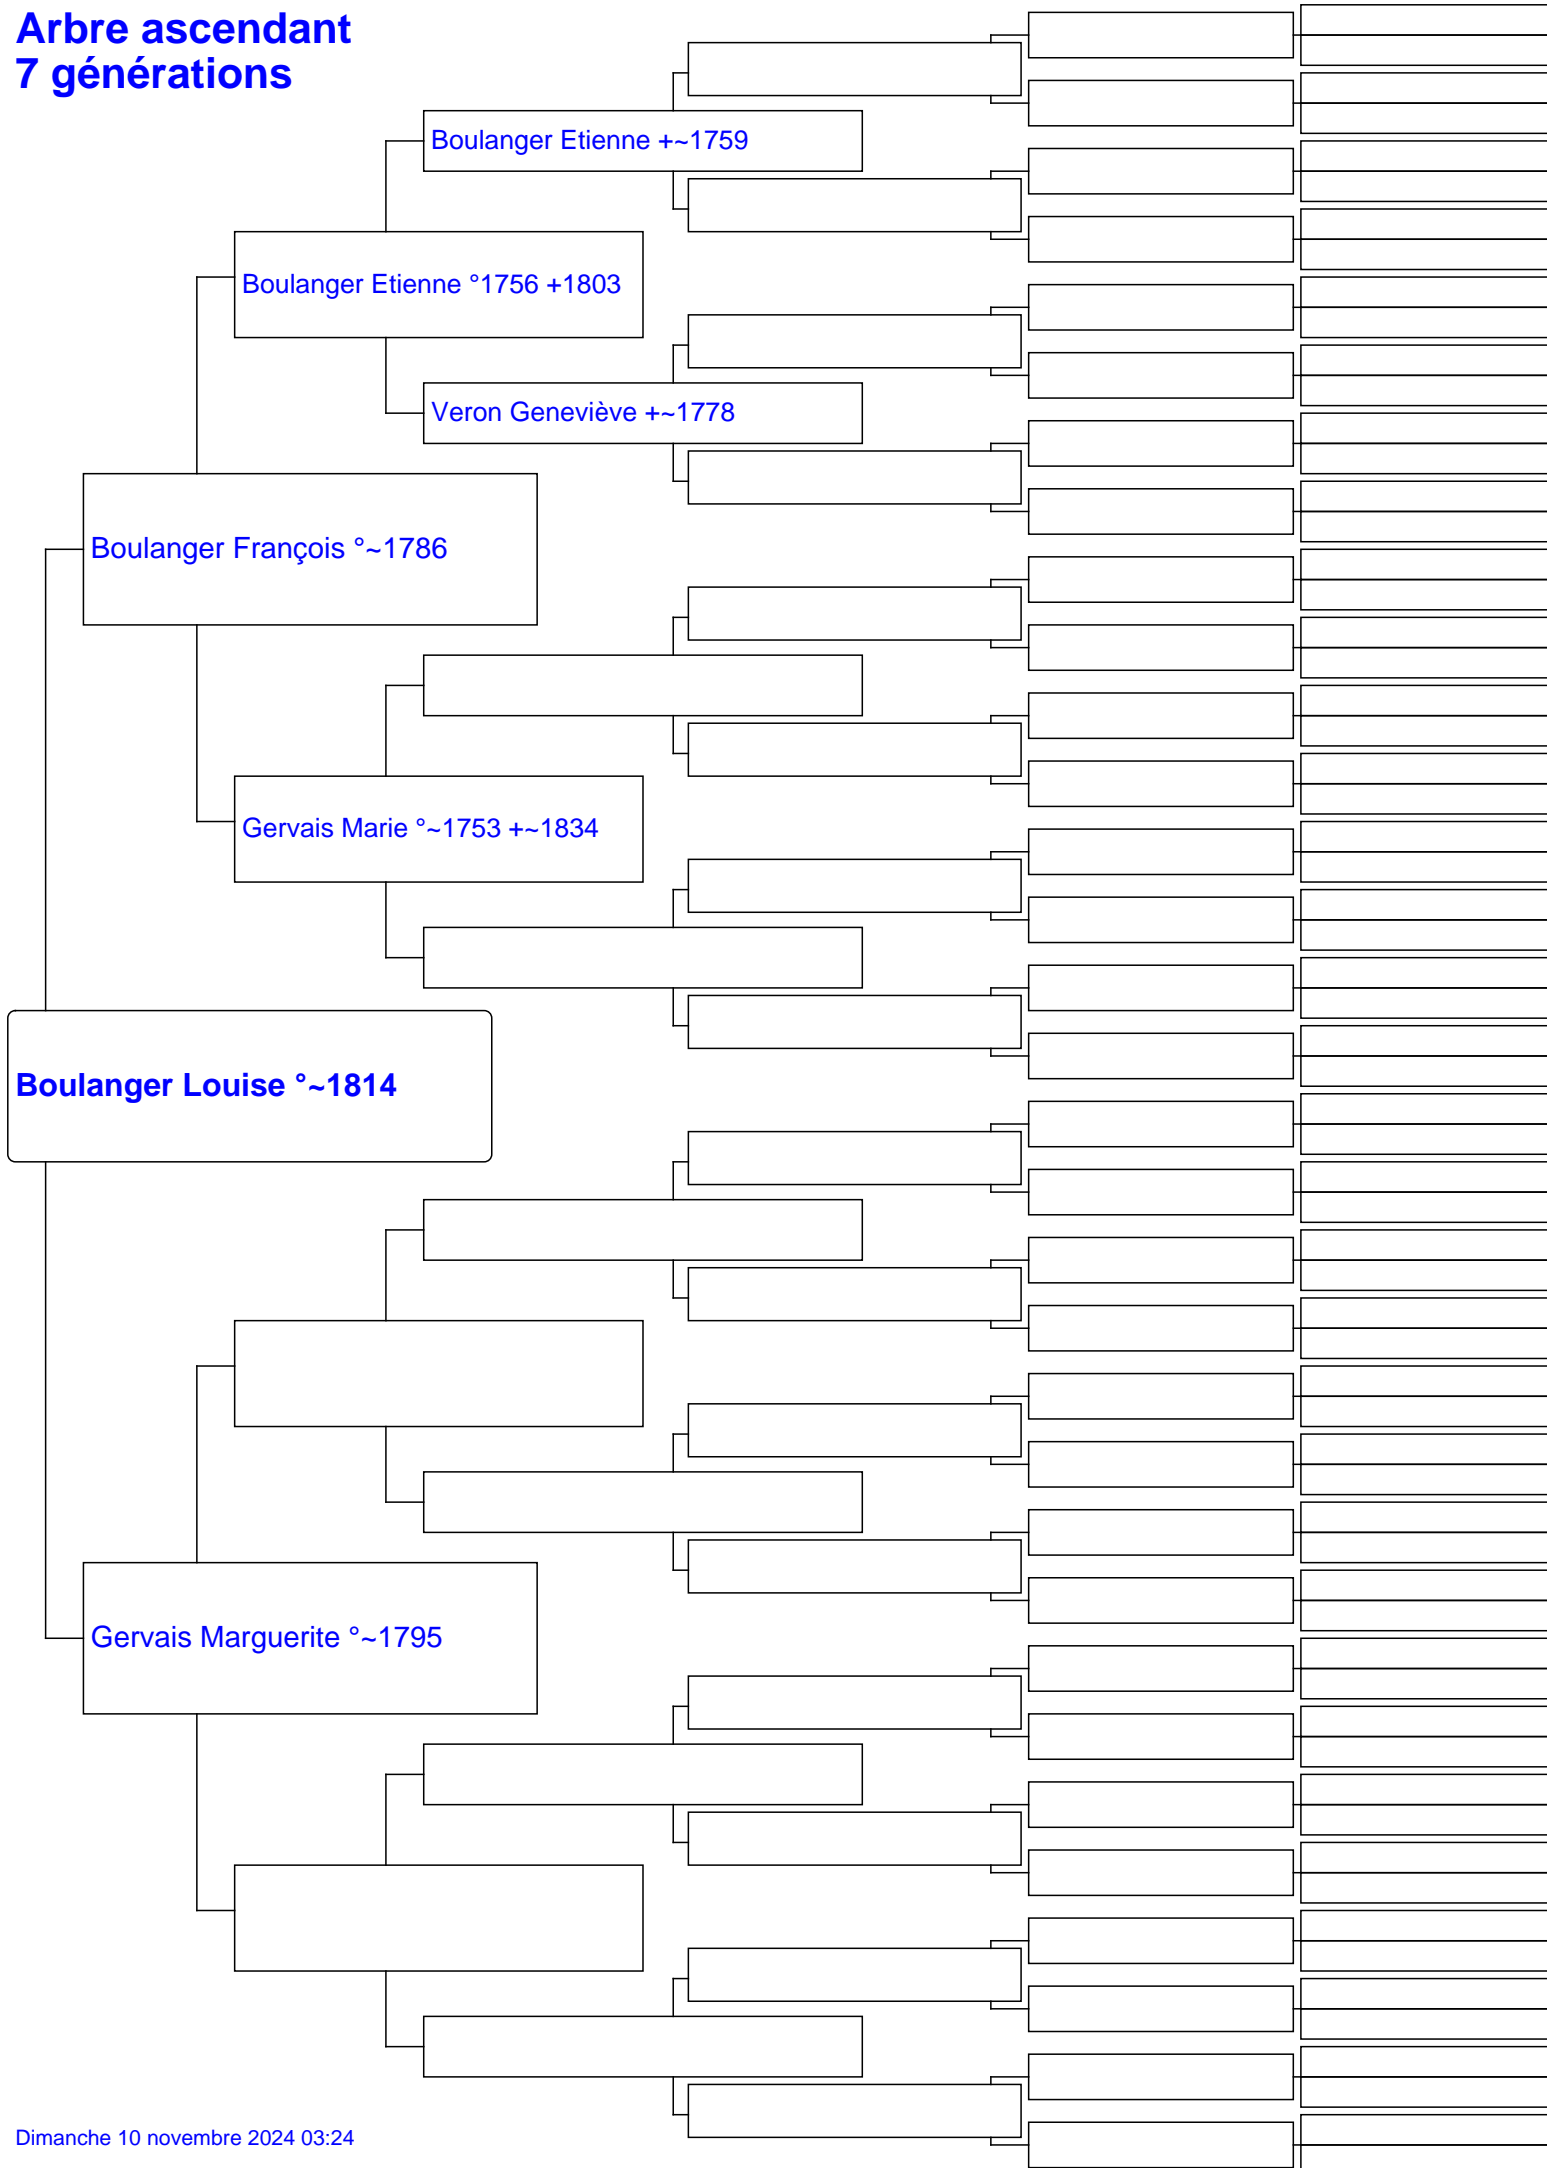 Arbre ascendant
7 générations
Boulanger Etienne +~1759
Boulanger Etienne °1756 +1803
Veron Geneviève +~1778
Boulanger François °~1786
Gervais Marie °~1753 +~1834
Boulanger Louise °~1814
Gervais Marguerite °~1795
Dimanche 10 novembre 2024 03:24